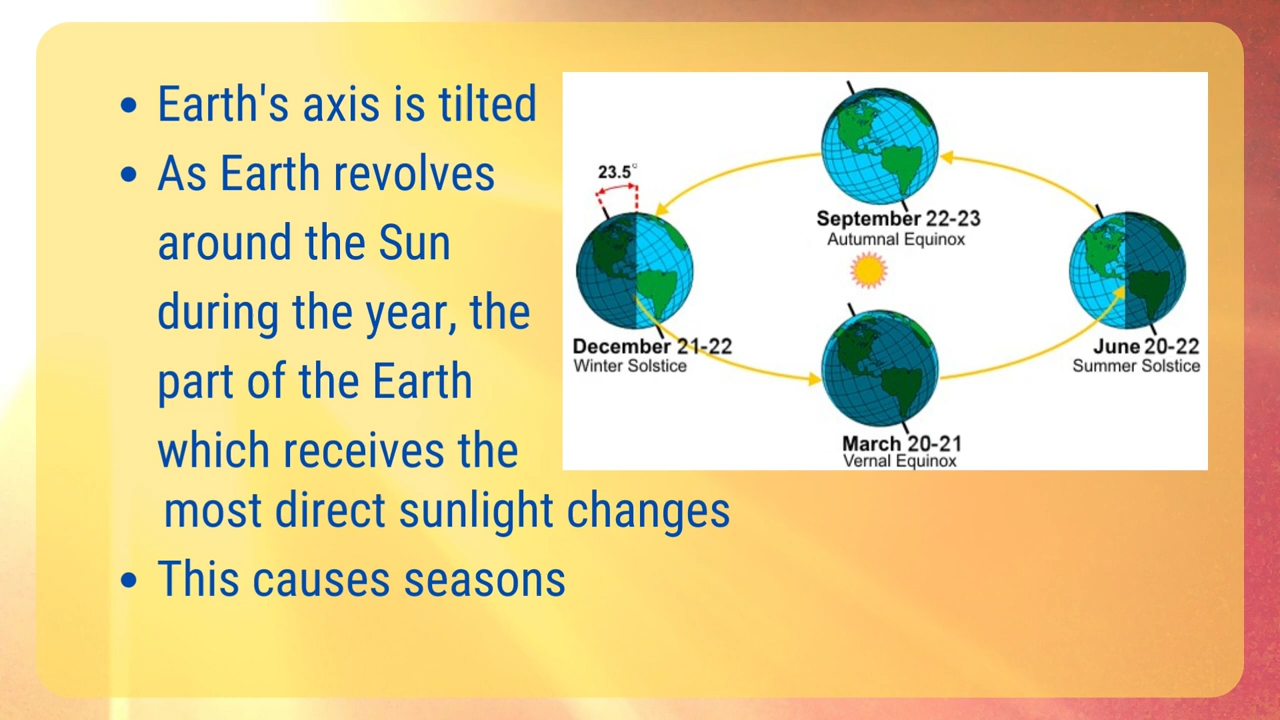 • Earth's axis is tilted
• As Earth revolves
around the Sun
during the year, the
part of the Earth
which receives the
most direct sunlight changes
• This causes seasons
23.5°
September 22-23
Autumnal Equinox
December 21-22
Winter Solstice
June 20-22
Summer Solstice
March 20-21
Vernal Equinox